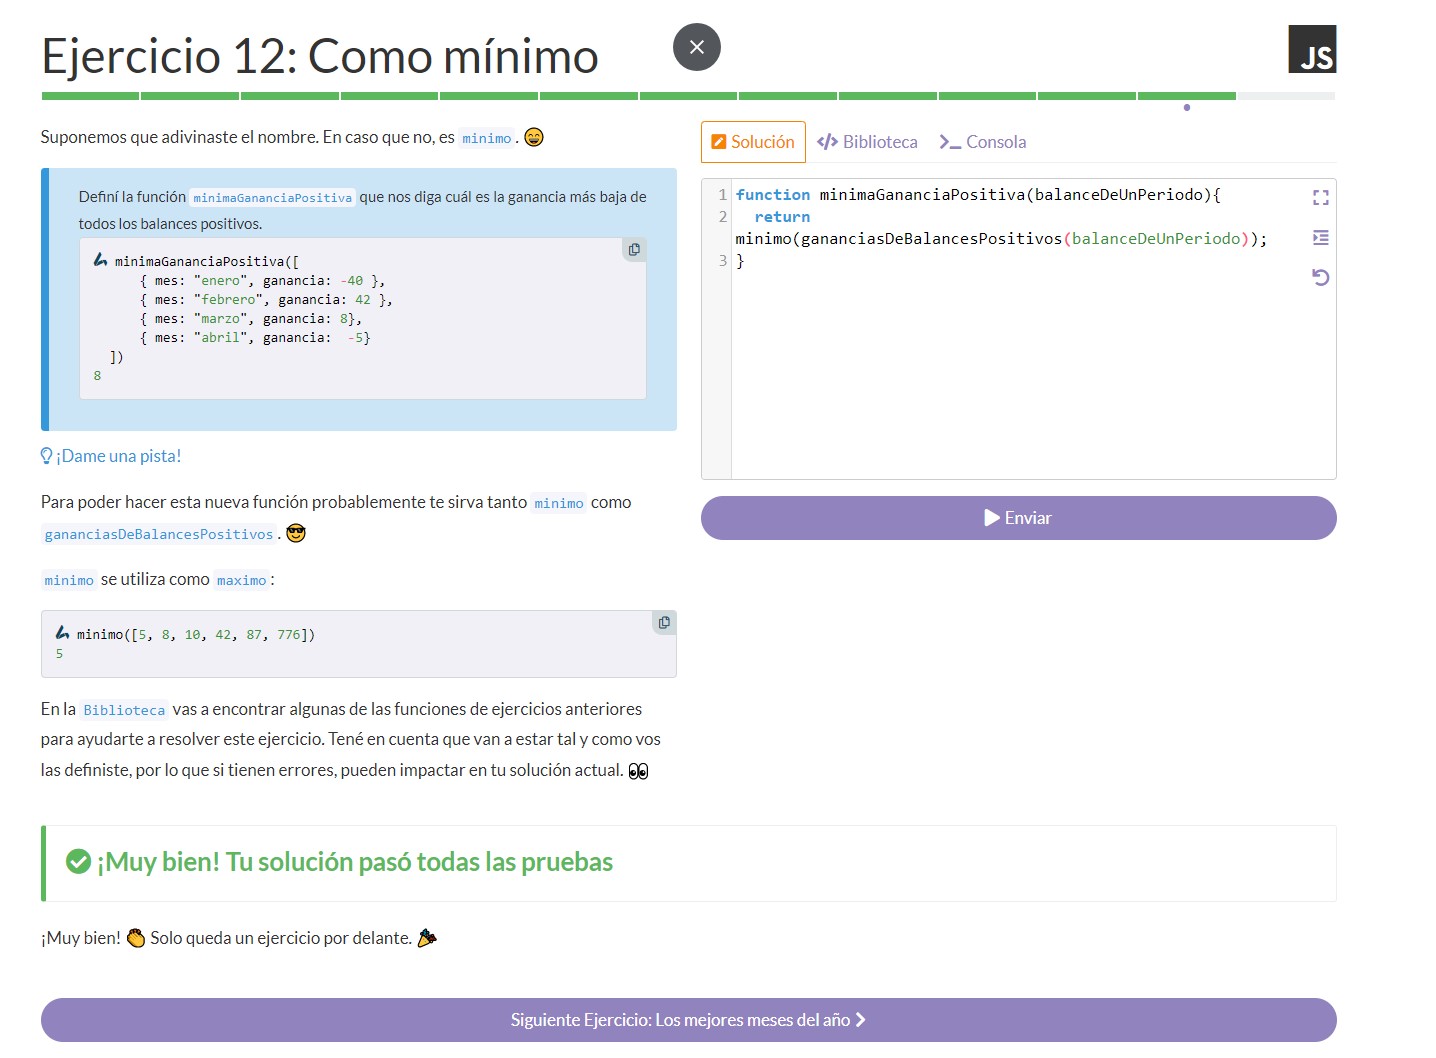 Ejercicio 12: Como mínimo
JS
Suponemos que adivinaste el nombre. En caso que no, es minimo. 😄
Definí la función minimaGananciaPositiva que nos diga cuál es la ganancia más baja de
todos los balances positivos.
minimaGananciaPositiva([
{ mes: "enero", ganancia: -40 },
{ mes: "febrero", ganancia: 42 },
{ mes: "marzo", ganancia: 8},
{ mes: "abril", ganancia:  -5}
])
8
¡Dame una pista!
Para poder hacer esta nueva función probablemente te sirva tanto minimo como
gananciasDeBalancesPositivos. 😎
minimo se utiliza como maximo:
minimo([5, 8, 10, 42, 87, 776])
5
En la Biblioteca vas a encontrar algunas de las funciones de ejercicios anteriores
para ayudarte a resolver este ejercicio. Tené en cuenta que van a estar tal y como vos
las definiste, por lo que si tienen errores, pueden impactar en tu solución actual. 👀
Solución
Biblioteca
Consola
1 function minimaGananciaPositiva(balanceDeUnPeriodo){
2 return
minimo(gananciasDeBalancesPositivos(balanceDeUnPeriodo));
3 }
Enviar
¡Muy bien! Tu solución pasó todas las pruebas
¡Muy bien! 👏 Solo queda un ejercicio por delante. 🎉
Siguiente Ejercicio: Los mejores meses del año